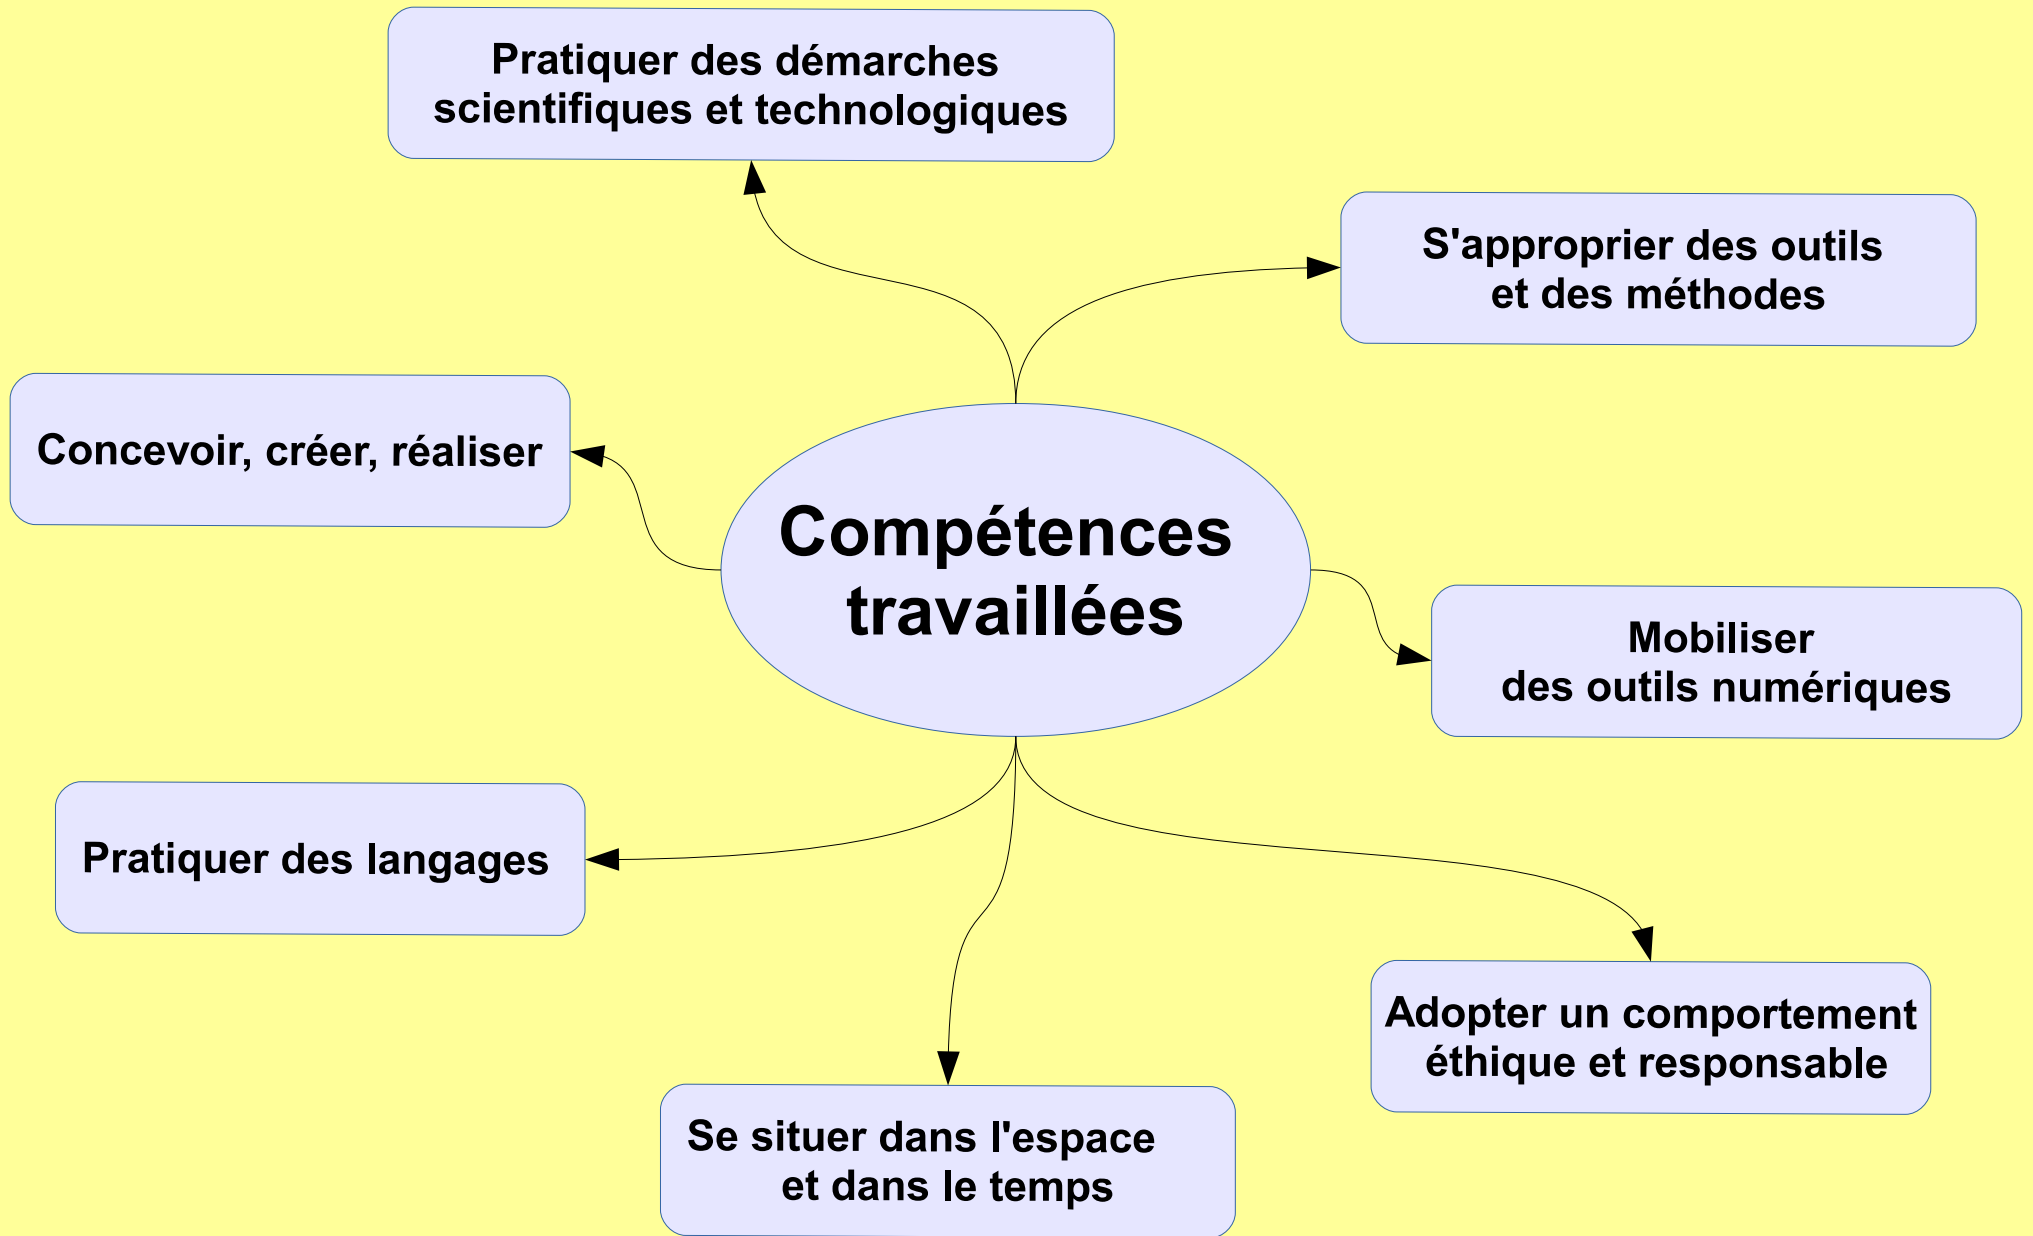 Pratiquer des démarches
scientifiques et technologiques
S'approprier des outils
et des méthodes
Concevoir, créer, réaliser
Compétences
travaillées
Mobiliser
des outils numériques
Pratiquer des langages
Adopter un comportement
éthique et responsable
Se situer dans l'espace
et dans le temps